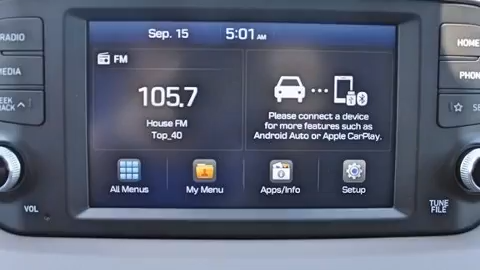 Sep. 15 5:01 AM
RADIO
MEDIA
SEEK
TRACK
FM
105.7
House FM
Top_40
Please connect a device
for more features such as
Android Auto or Apple CarPlay.
All Menus
My Menu
Apps/Info
Setup
HOME
PHON
SE
VOL
TUNE
FILE